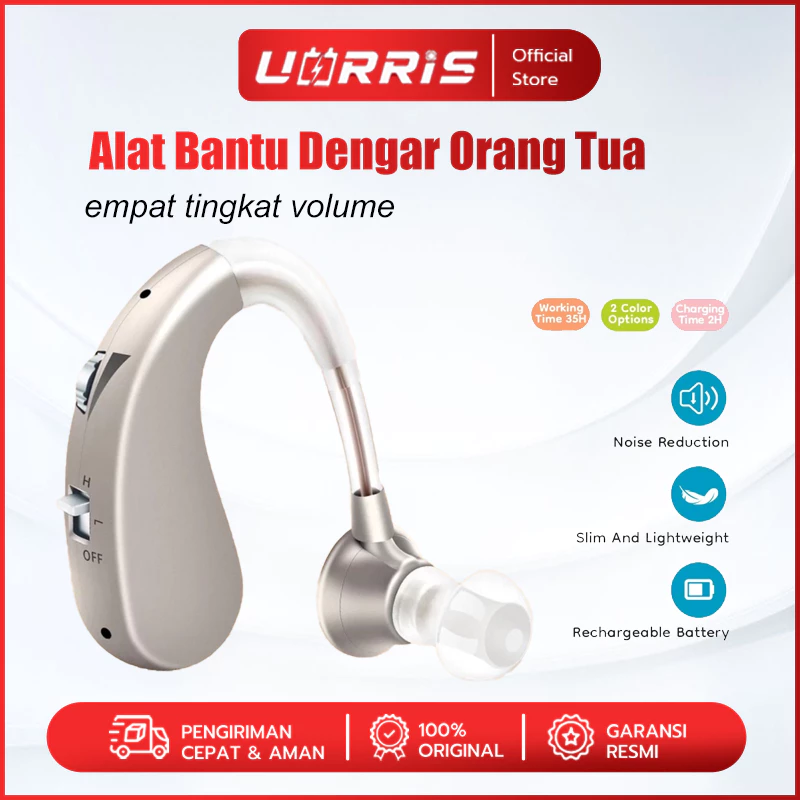 UORRIS
Official
Store
Alat Bantu Dengar Orang Tua
empat tingkat volume
Working
Time 35H
2 Color
Options
Charging
Time 2H
Noise Reduction
Slim And Lightweight
Rechargeable Battery
H
L
OFF
PENGIRIMAN
CEPAT & AMAN
100%
ORIGINAL
GARANSI
RESMI